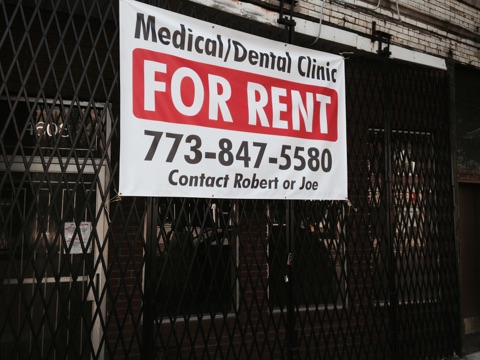 Medical/Dental Clinic
FOR RENT
773-847-5580
Contact Robert or Joe